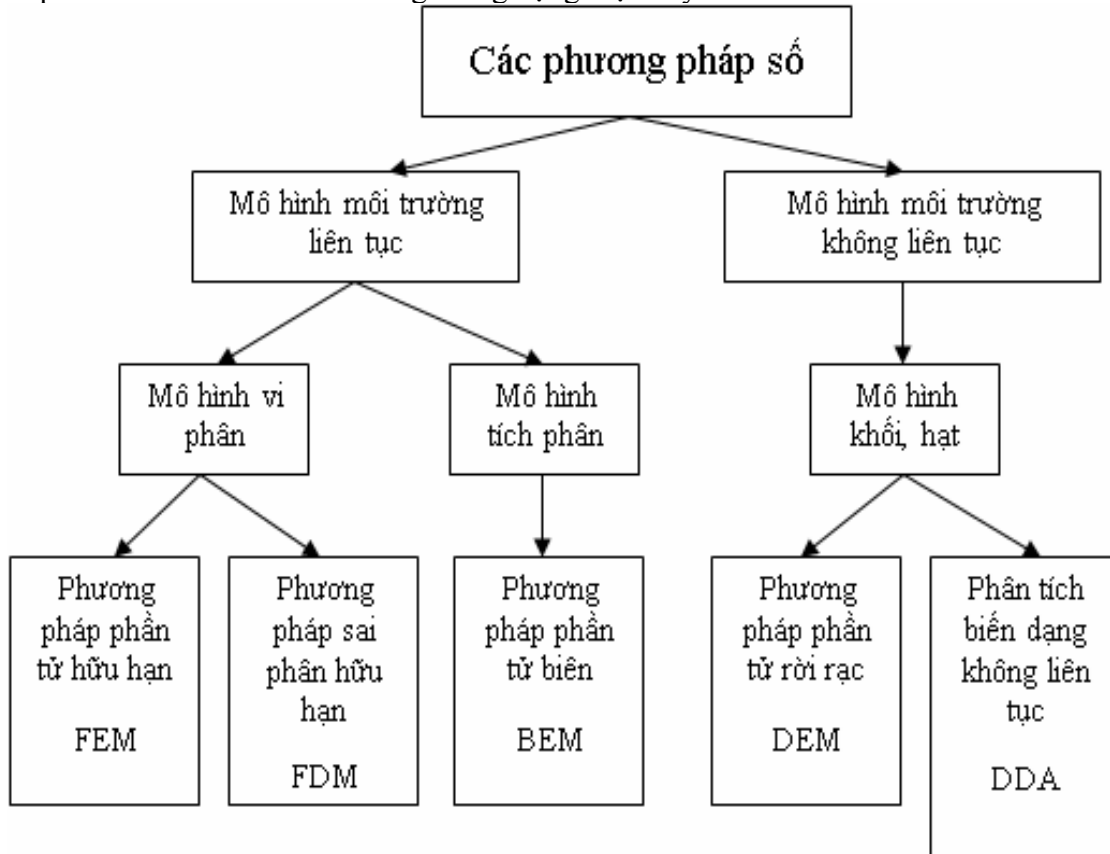 Các phương pháp số
Mô hình môi trường
liên tục
Mô hình môi trường
không liên tục
Mô hình vi
phân
Mô hình
tích phân
Mô hình
khối, hạt
Phương
pháp phần
tử hữu hạn
FEM
Phương
pháp sai
phân hữu
hạn
FDM
Phương
pháp phần
tử biên
BEM
Phương
pháp phần
tử rời rạc
DEM
Phân tích
biến dạng
không liên
tục
DDA